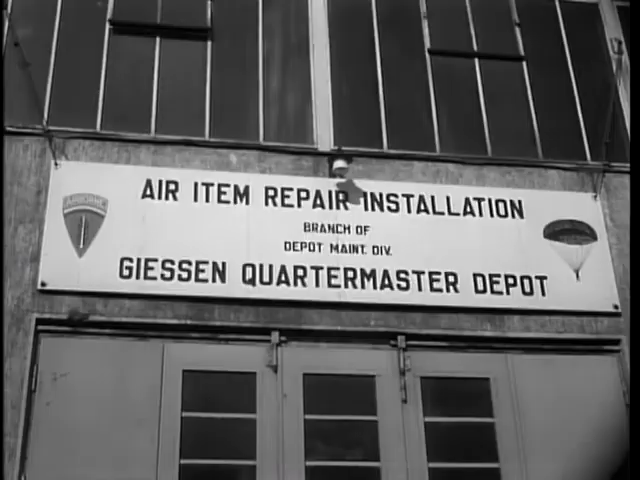 AIR ITEM REPAIR INSTALLATION
BRANCH OF
DEPOT MAINT. DIV.
GIESSEN QUARTERMASTER DEPOT